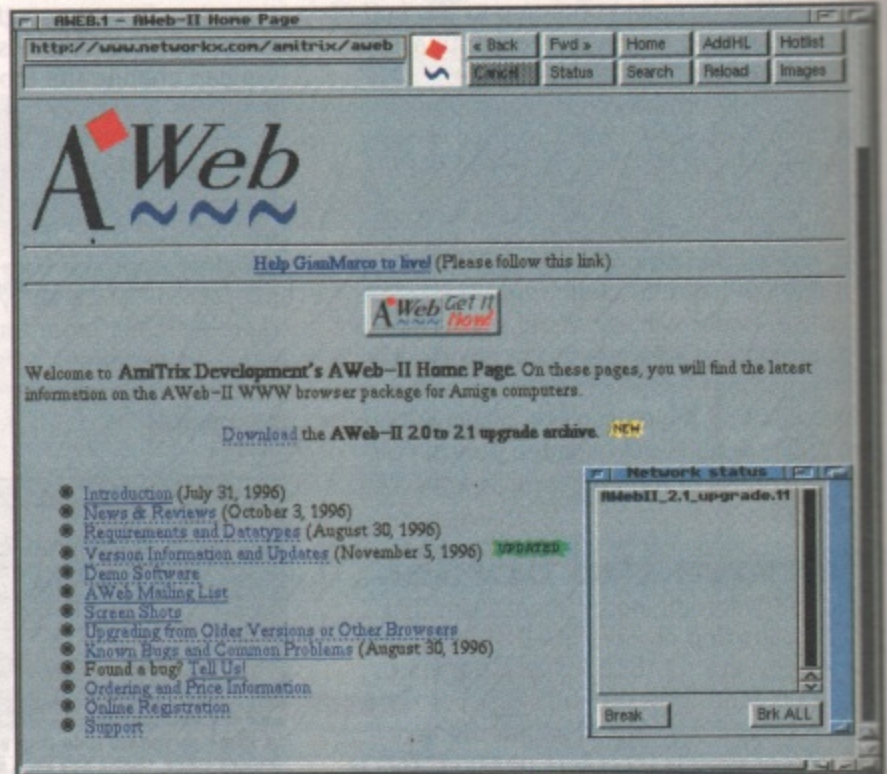 AWEB.1 - AWeb-II Home Page
http://www.networkx.com/amitrix/aweb
« Back Fwd » Home AddHL Hotlist
Cancel Status Search Reload Images
AWeb
Help GianMarco to live! (Please follow this link)
AWeb Get It Now!
Welcome to AmiTrix Development's AWeb-II Home Page. On these pages, you will find the latest
information on the AWeb-II WWW browser package for Amiga computers.
Download the AWeb-II 2.0 to 2.1 upgrade archive. NEW
Introduction (July 31, 1996)
News & Reviews (October 3, 1996)
Requirements and Datatypes (August 30, 1996)
Version Information and Updates (November 5, 1996) UPDATED
Demo Software
AWeb Mailing List
Screen Shots
Upgrading from Older Versions or Other Browsers
Known Bugs and Common Problems (August 30, 1996)
Found a bug? Tell Us!
Ordering and Price Information
Online Registration
Support
Network status
AWebII_2.1_upgrade.11
Break Brk ALL